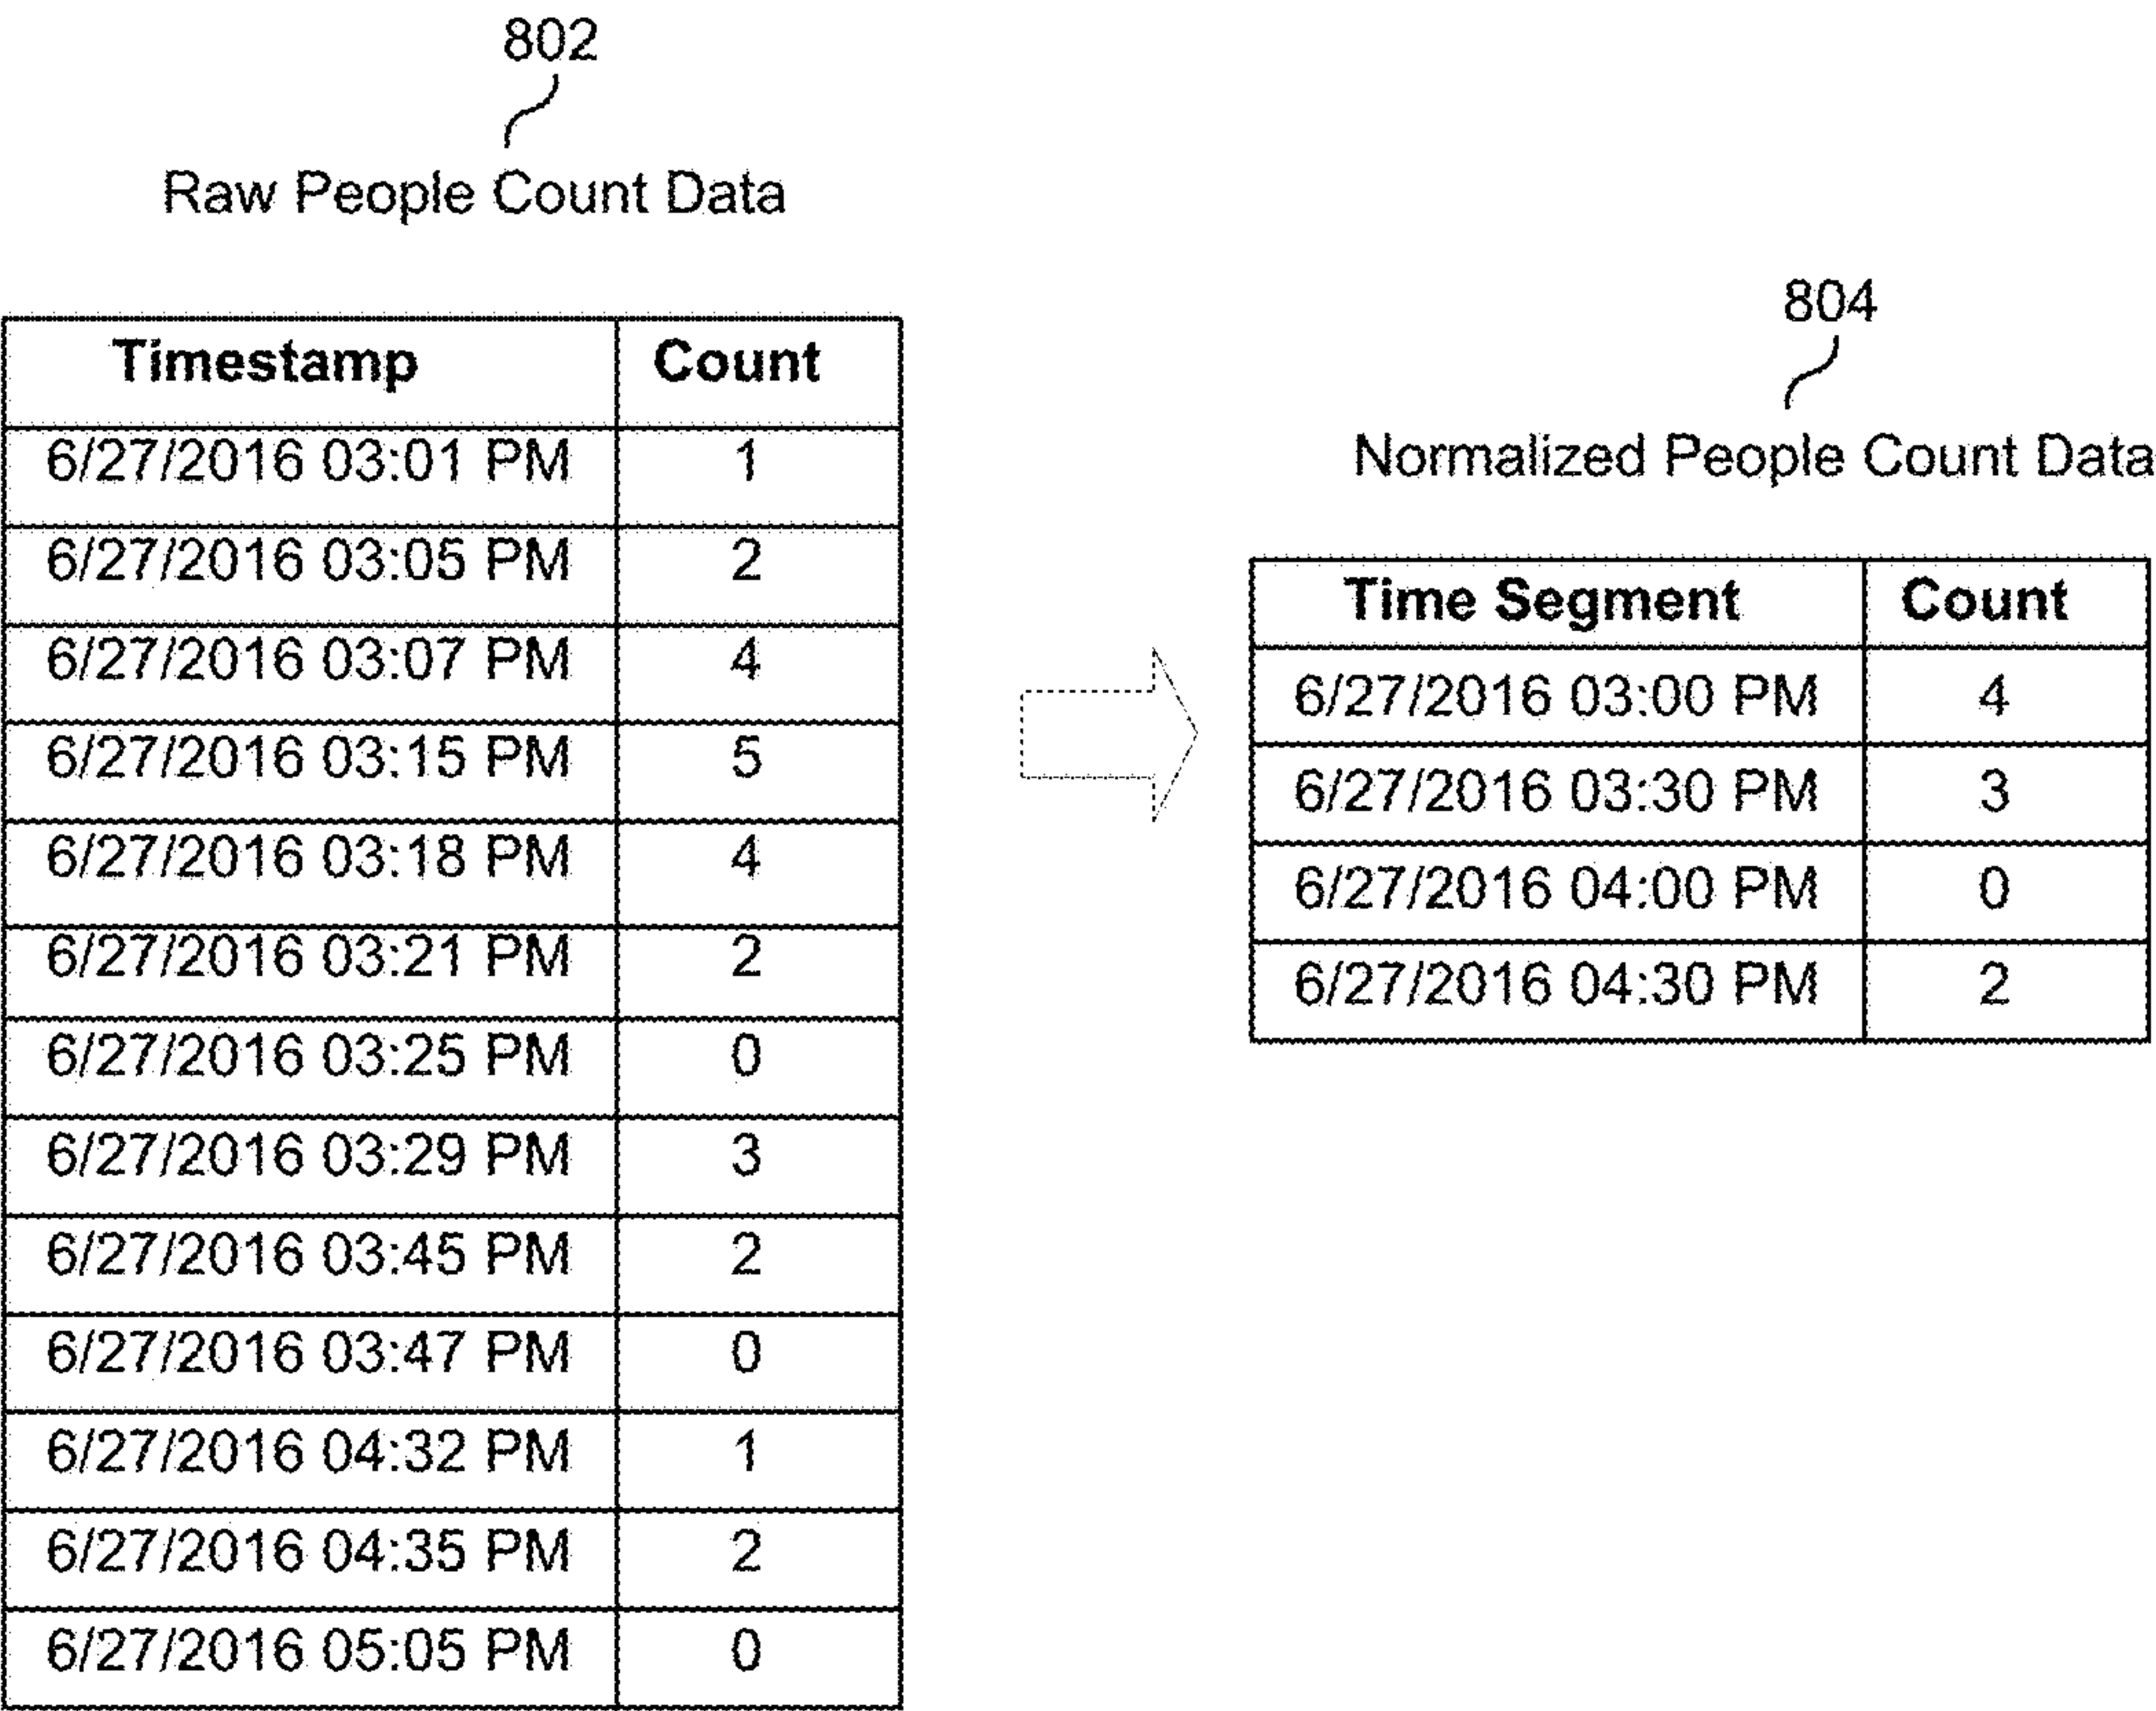 802
Raw People Count Data
Timestamp Count
6/27/2016 03:01 PM 1
6/27/2016 03:05 PM 2
6/27/2016 03:07 PM 4
6/27/2016 03:15 PM 5
6/27/2016 03:18 PM 4
6/27/2016 03:21 PM 2
6/27/2016 03:25 PM 0
6/27/2016 03:29 PM 3
6/27/2016 03:45 PM 2
6/27/2016 03:47 PM 0
6/27/2016 04:32 PM 1
6/27/2016 04:35 PM 2
6/27/2016 05:05 PM 0
804
Normalized People Count Data
Time Segment Count
6/27/2016 03:00 PM 4
6/27/2016 03:30 PM 3
6/27/2016 04:00 PM 0
6/27/2016 04:30 PM 2